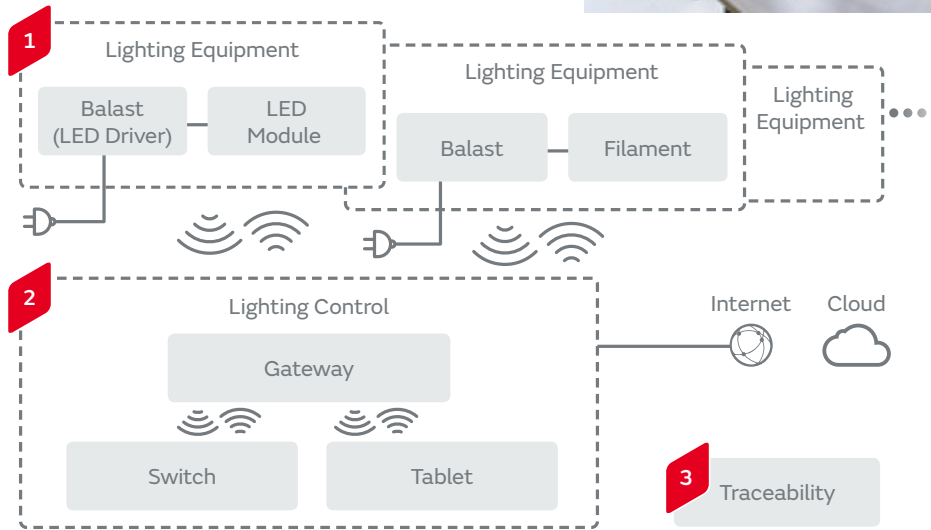 1
Lighting Equipment
Balast
(LED Driver)
LED
Module
Lighting Equipment
Balast
Filament
Lighting
Equipment
2
Lighting Control
Gateway
Switch
Tablet
Internet
Cloud
3
Traceability